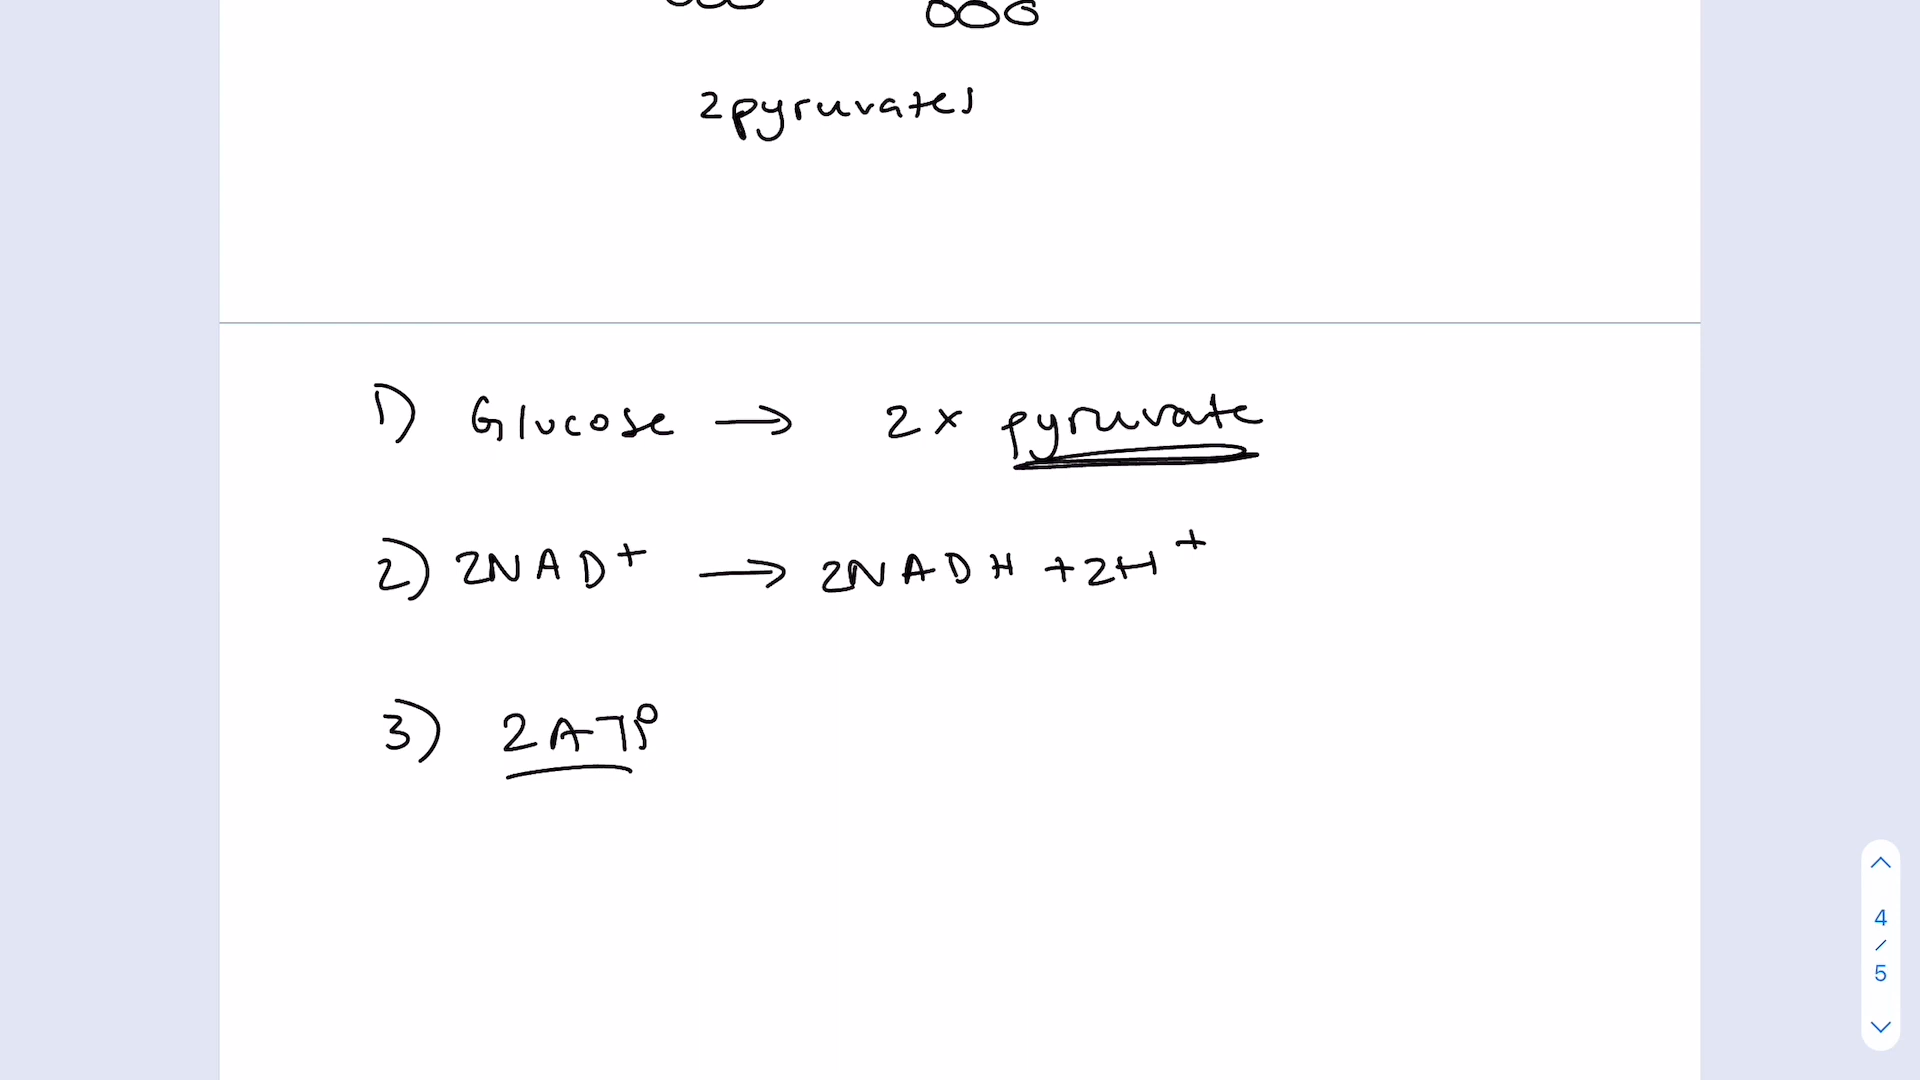 2pyruvates
1) Glucose → 2x pyruvate
2) 2NAD+ → 2NADH +2H+
3) 2ATP
4
/
5